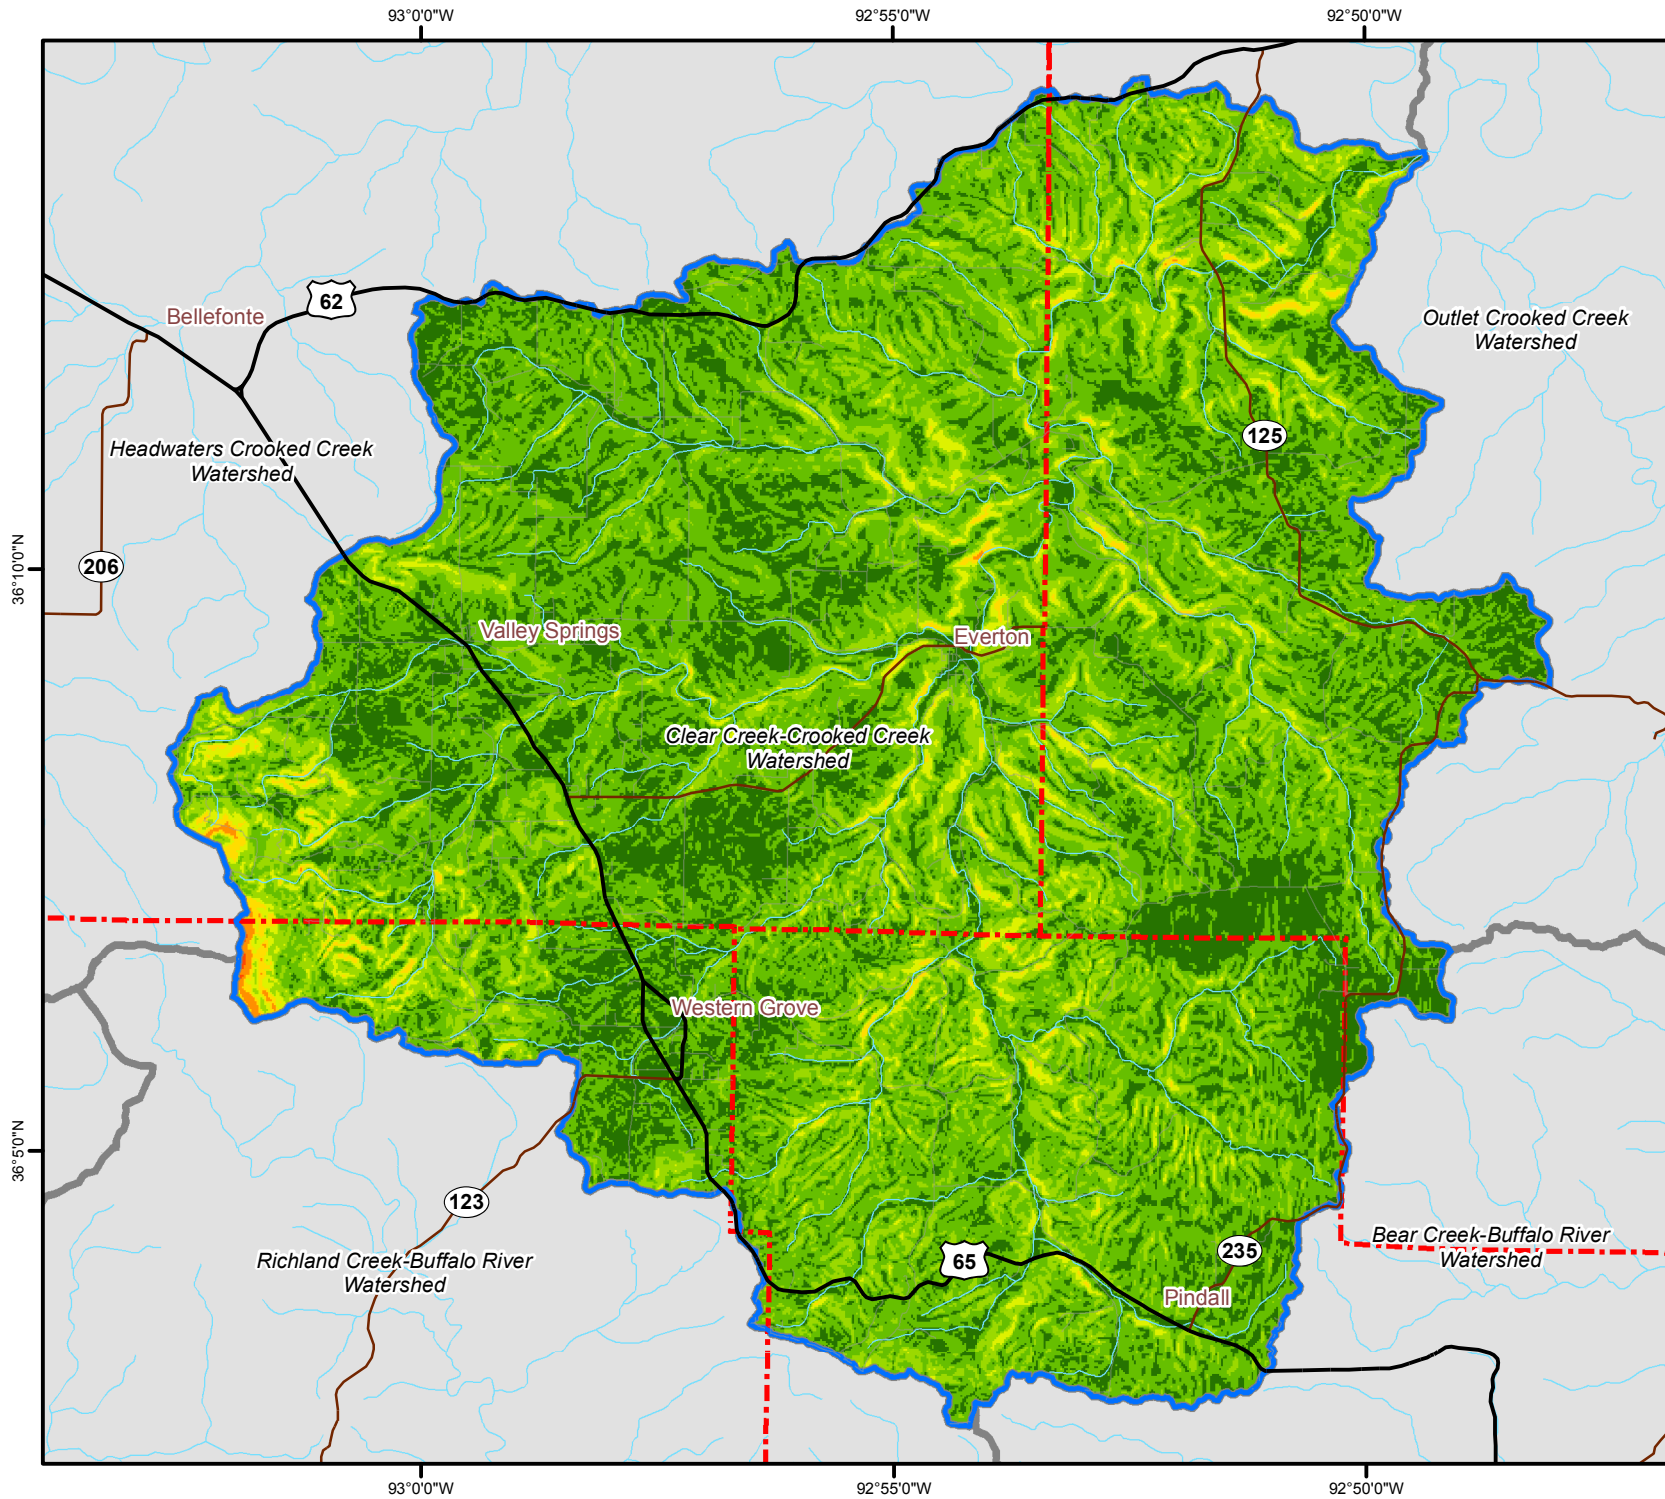 93°0'0"W
92°55'0"W
92°50'0"W
62
Bellefonte
Outlet Crooked Creek
Watershed
125
Headwaters Crooked Creek
Watershed
206
36°10'0"N
Valley Springs
Everton
Clear Creek-Crooked Creek
Watershed
Western Grove
36°5'0"N
123
Richland Creek-Buffalo River
Watershed
65
235
Bear Creek-Buffalo River
Watershed
Pindall
93°0'0"W
92°55'0"W
92°50'0"W